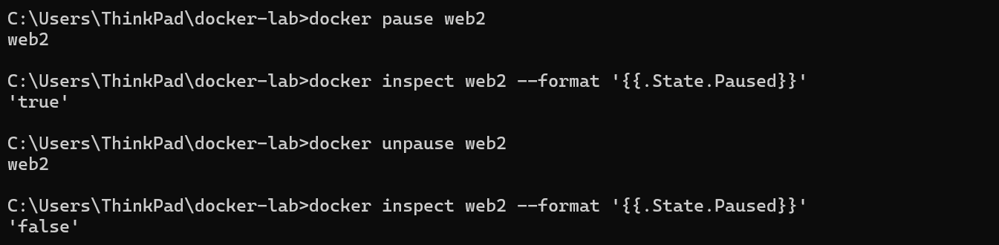 C:\Users\ThinkPad\docker-lab>docker pause web2
web2
C:\Users\ThinkPad\docker-lab>docker inspect web2 --format '{{.State.Paused}}'
'true'
C:\Users\ThinkPad\docker-lab>docker unpause web2
web2
C:\Users\ThinkPad\docker-lab>docker inspect web2 --format '{{.State.Paused}}'
'false'